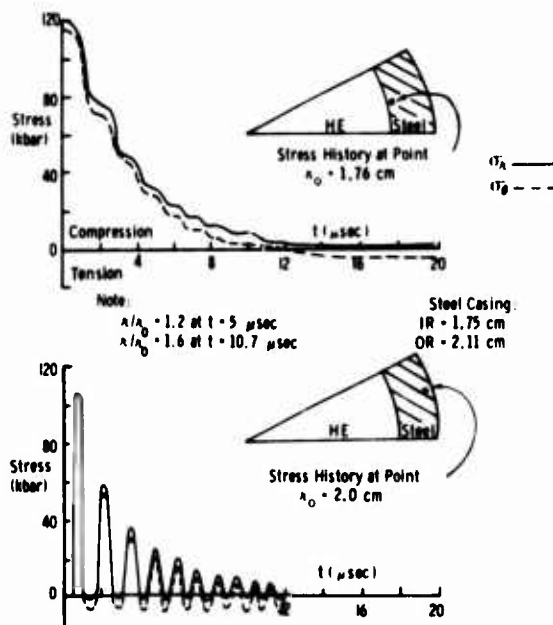 120
80
Stress
(kbar)
40
0
HE
Steel
Stress History at Point
r₀ = 1.76 cm
σr
σθ
Compression
t (μsec)
4
8
12
16
20
Tension
Note:
r/r₀ = 1.2 at t = 5 μsec
r/r₀ = 1.6 at t = 10.7 μsec
Steel Casing:
IR = 1.75 cm
OR = 2.11 cm
120
80
Stress
(kbar)
40
0
HE
Steel
Stress History at Point
r₀ = 2.0 cm
t (μsec)
12
16
20